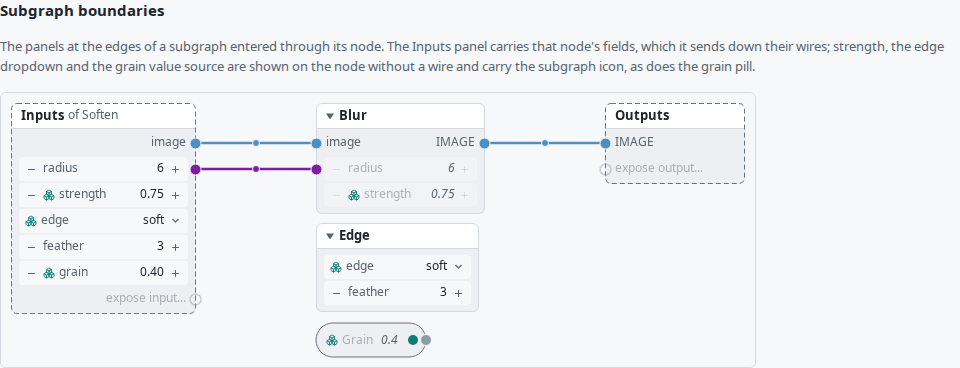 Subgraph boundaries
The panels at the edges of a subgraph entered through its node. The Inputs panel carries that node's fields, which it sends down their wires; strength, the edge
dropdown and the grain value source are shown on the node without a wire and carry the subgraph icon, as does the grain pill.
Inputs of Soften
image
− radius 6 +
− strength 0.75 +
edge soft
− feather 3 +
− grain 0.40 +
expose input...
Blur
image IMAGE
− radius 6 +
− strength 0.75 +
Edge
edge soft
− feather 3 +
Grain 0.4
Outputs
IMAGE
expose output...